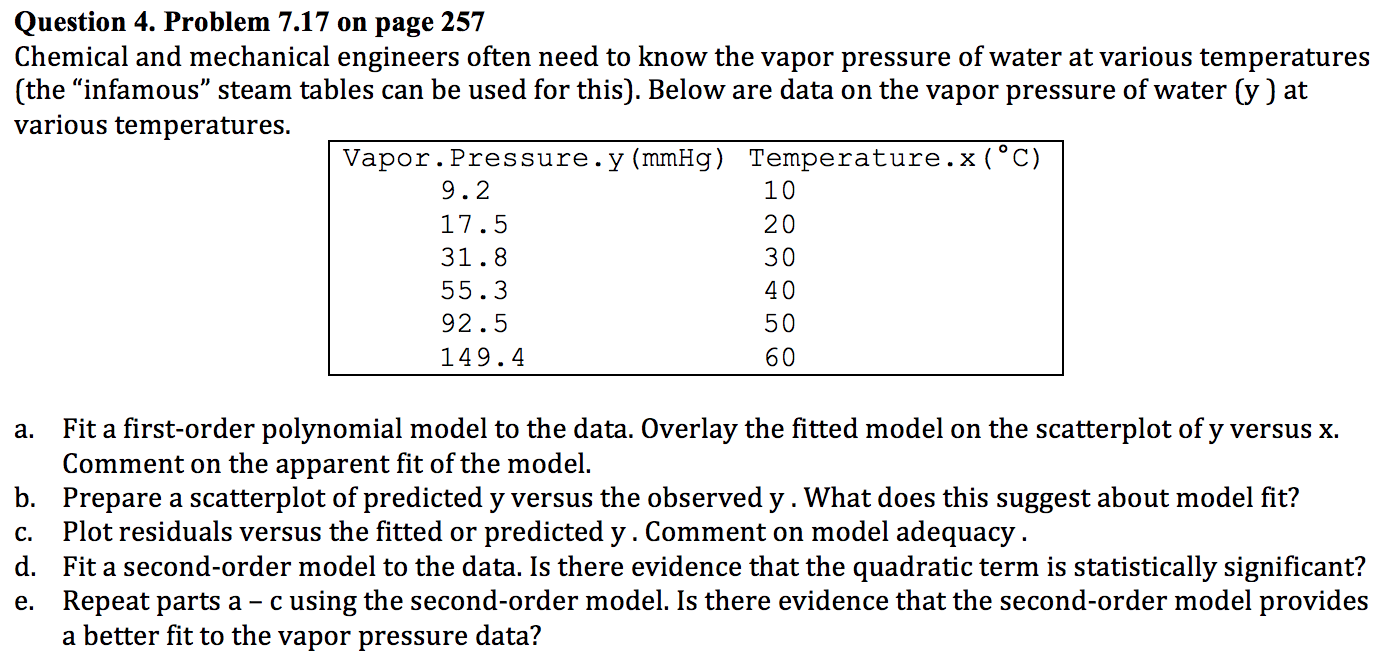 Question 4. Problem 7.17 on page 257
Chemical and mechanical engineers often need to know the vapor pressure of water at various temperatures
(the “infamous” steam tables can be used for this). Below are data on the vapor pressure of water (y ) at
various temperatures.
Vapor.Pressure.y(mmHg) Temperature.x(°C)
9.2 10
17.5 20
31.8 30
55.3 40
92.5 50
149.4 60
a. Fit a first-order polynomial model to the data. Overlay the fitted model on the scatterplot of y versus x.
Comment on the apparent fit of the model.
b. Prepare a scatterplot of predicted y versus the observed y . What does this suggest about model fit?
c. Plot residuals versus the fitted or predicted y . Comment on model adequacy .
d. Fit a second-order model to the data. Is there evidence that the quadratic term is statistically significant?
e. Repeat parts a – c using the second-order model. Is there evidence that the second-order model provides
a better fit to the vapor pressure data?